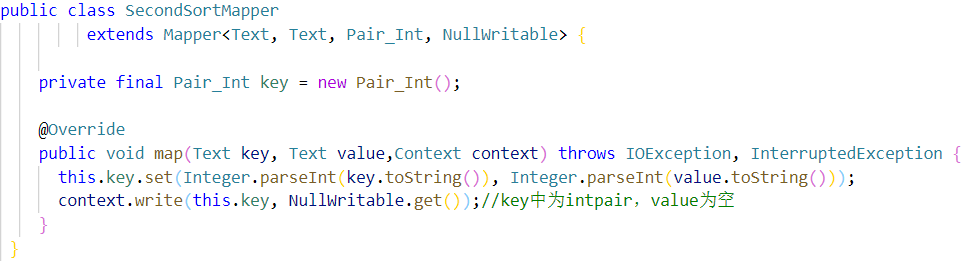 public class SecondSortMapper
extends Mapper<Text, Text, Pair_Int, NullWritable> {
private final Pair_Int key = new Pair_Int();
@Override
public void map(Text key, Text value,Context context) throws IOException, InterruptedException {
this.key.set(Integer.parseInt(key.toString()), Integer.parseInt(value.toString()));
context.write(this.key, NullWritable.get());//key中为intpair，value为空
}
}